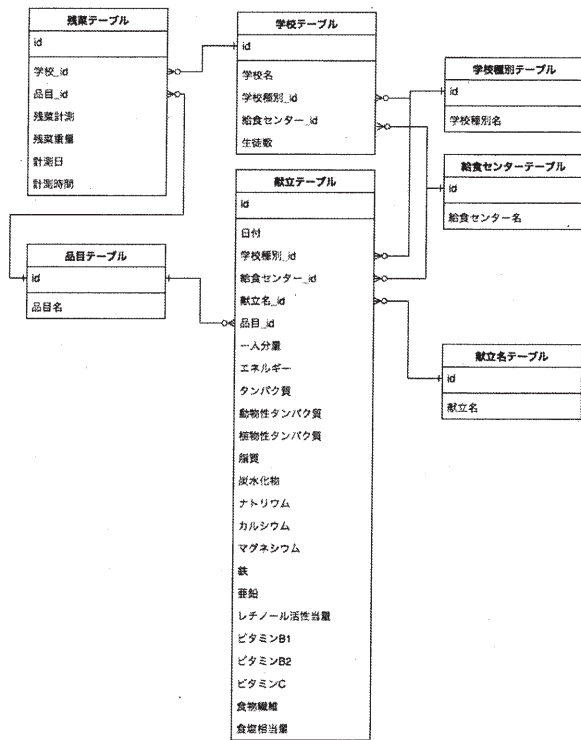 残菜テーブル
id
学校_id
品目_id
残菜計測
残菜重量
計測日
計測時間
学校テーブル
id
学校名
学校種別_id
給食センター_id
生徒数
学校種別テーブル
id
学校種別名
給食センターテーブル
id
給食センター名
献立テーブル
id
日付
学校種別_id
給食センター_id
献立名_id
品目_id
一人分量
エネルギー
タンパク質
動物性タンパク質
植物性タンパク質
脂質
炭水化物
ナトリウム
カルシウム
マグネシウム
鉄
亜鉛
レチノール活性当量
ビタミンB1
ビタミンB2
ビタミンC
食物繊維
食塩相当量
品目テーブル
id
品目名
献立名テーブル
id
献立名